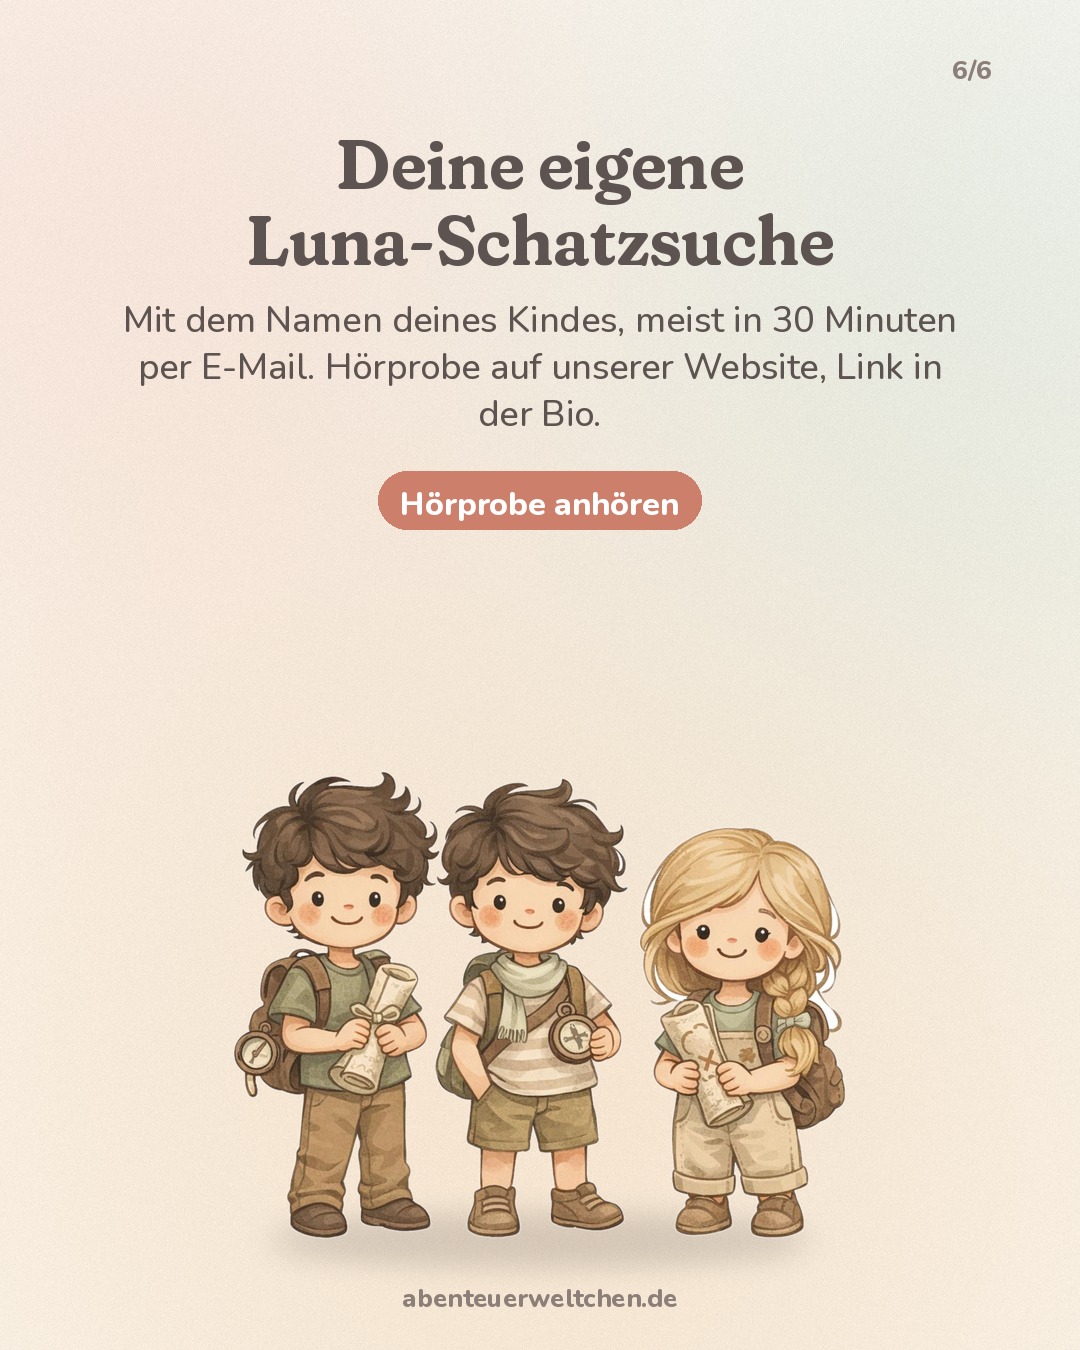 6/6
Deine eigene
Luna-Schatzsuche
Mit dem Namen deines Kindes, meist in 30 Minuten
per E-Mail. Hörprobe auf unserer Website, Link in
der Bio.
Hörprobe anhören
abenteuerweltchen.de